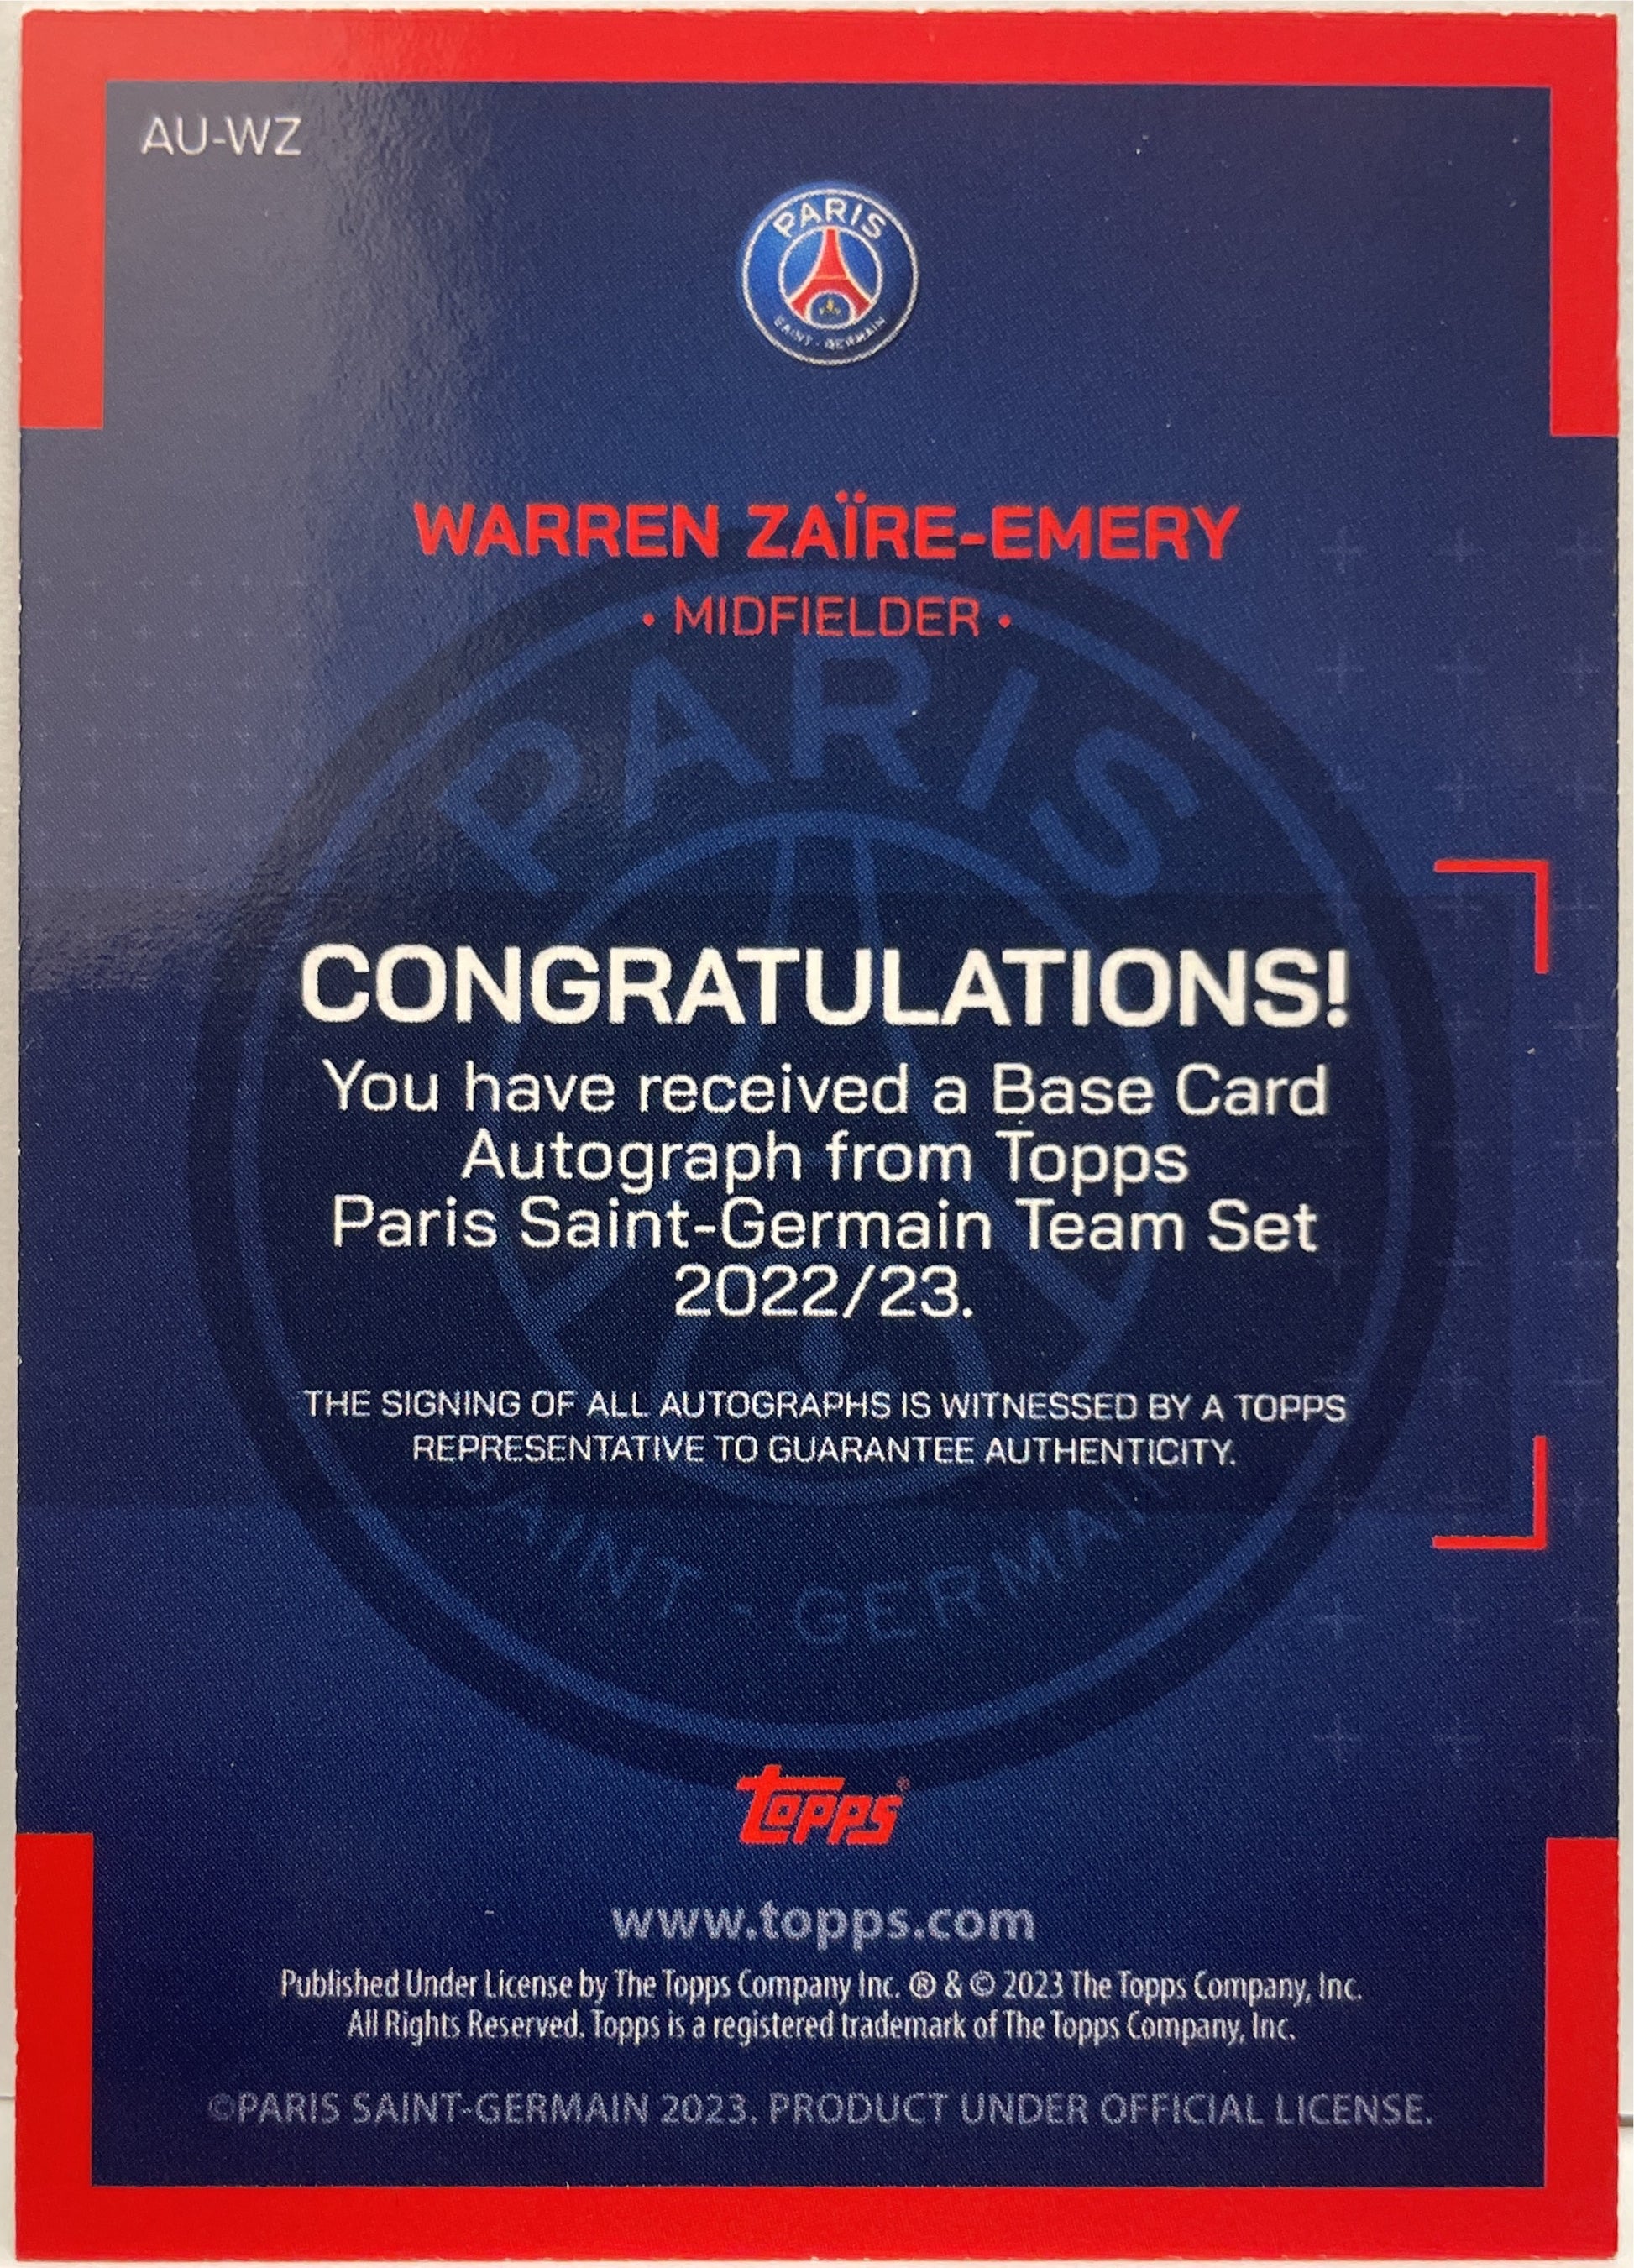 AU-WZ
PARIS
SAINT-GERMAIN
WARREN ZAÏRE-EMERY
• MIDFIELDER •
PARIS
CONGRATULATIONS!
You have received a Base Card
Autograph from Topps
Paris Saint-Germain Team Set
2022/23.
THE SIGNING OF ALL AUTOGRAPHS IS WITNESSED BY A TOPPS
REPRESENTATIVE TO GUARANTEE AUTHENTICITY.
SAINT-GERMAIN
Topps®
www.topps.com
Published Under License by The Topps Company Inc. ® & © 2023 The Topps Company, Inc.
All Rights Reserved. Topps is a registered trademark of The Topps Company, Inc.
©PARIS SAINT-GERMAIN 2023. PRODUCT UNDER OFFICIAL LICENSE.